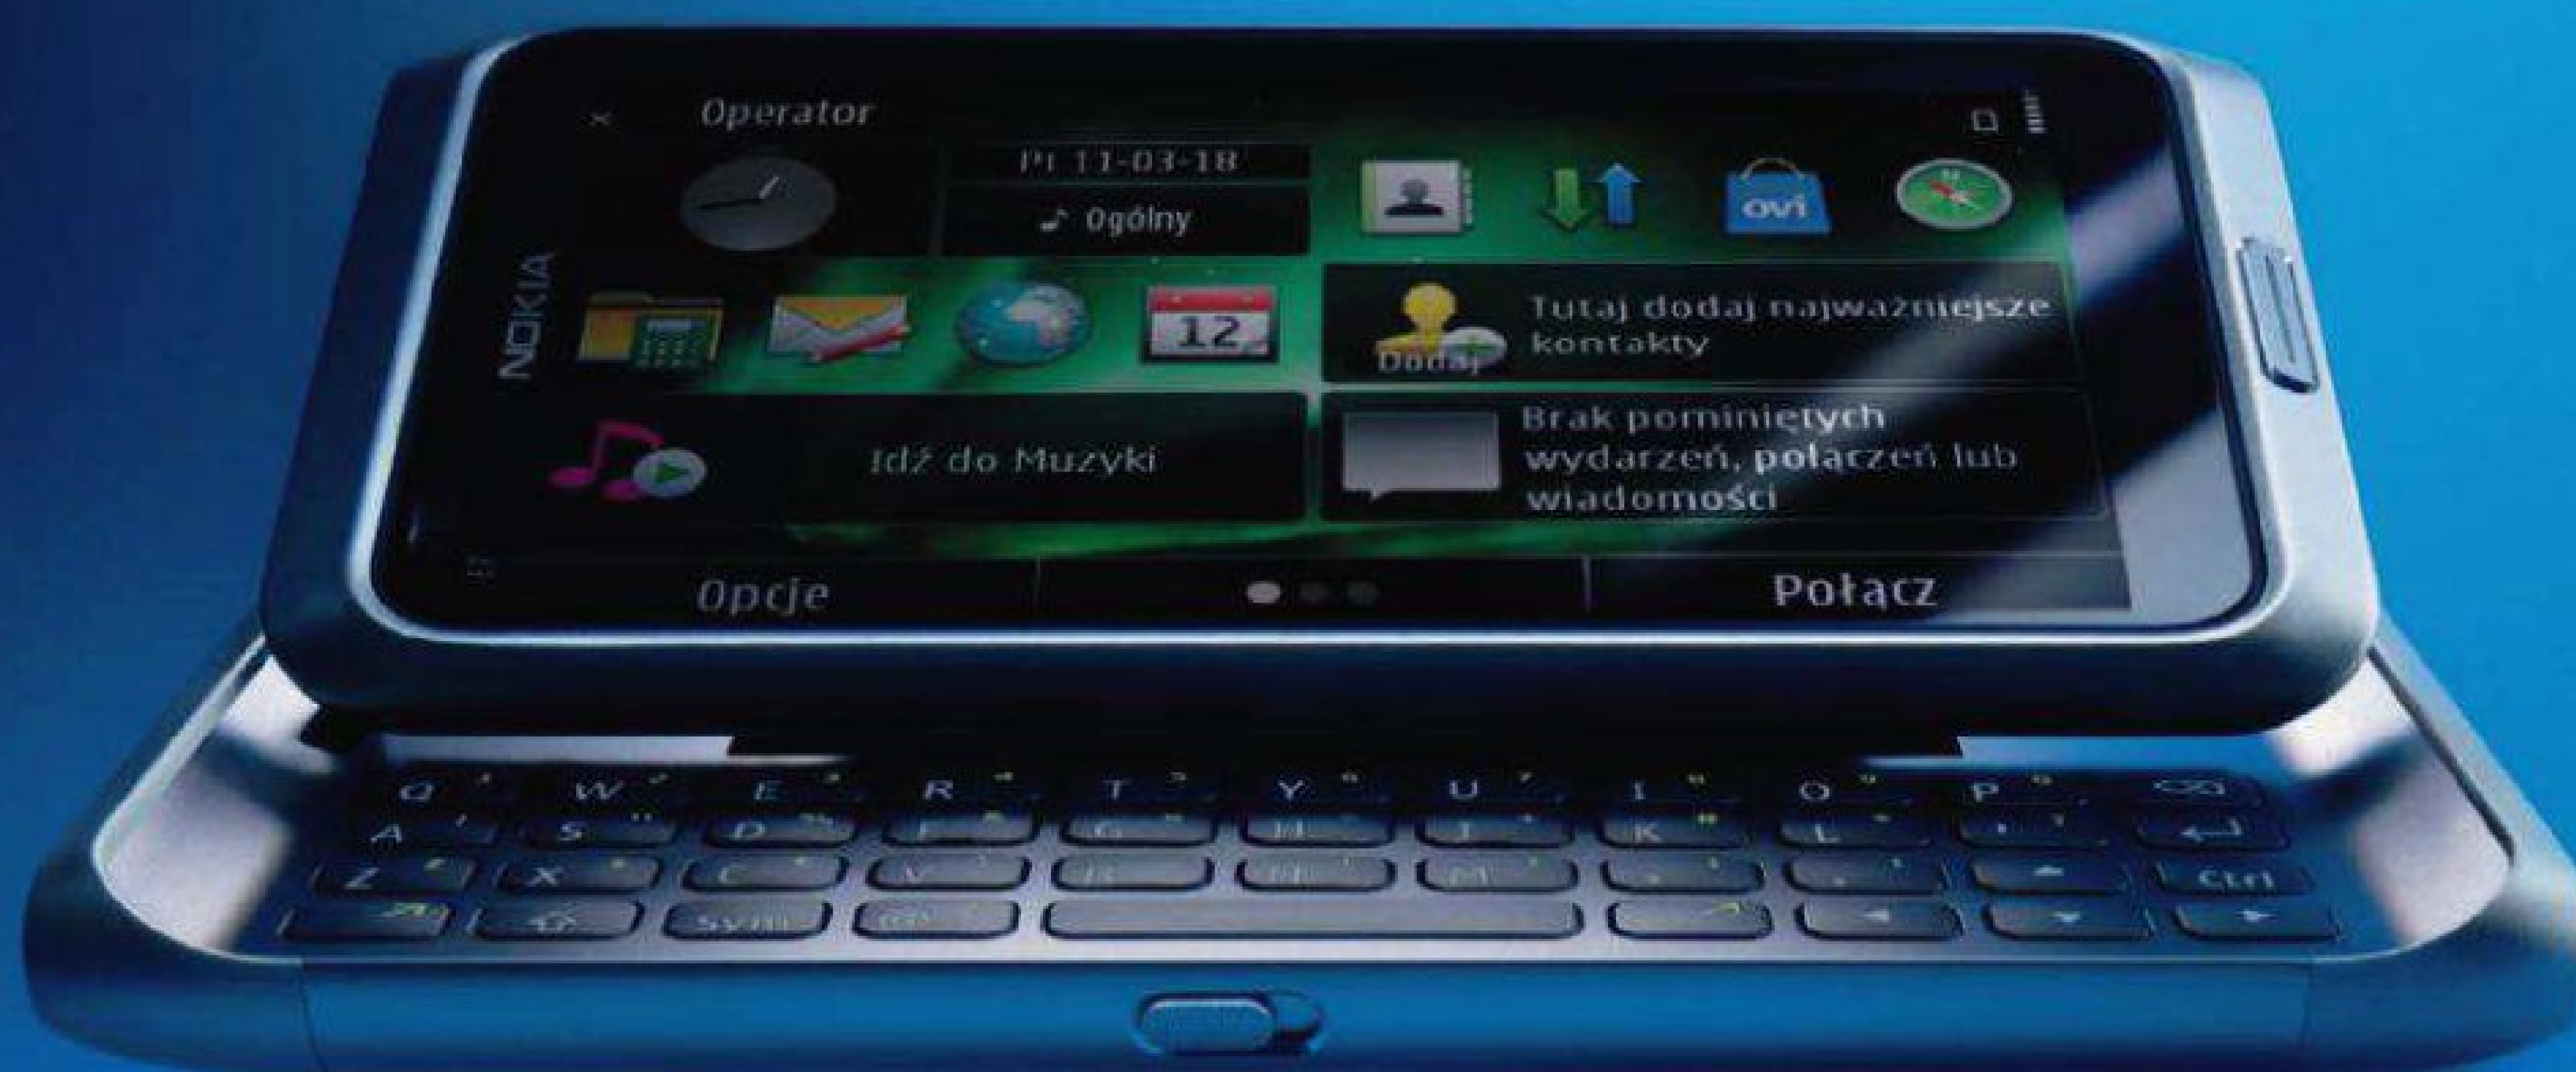 Operator
Pt 11-03-18
Ogólny
ovi
NOKIA
12
Dodaj
Tutaj dodaj najważniejsze
kontakty
Idź do Muzyki
Brak pominiętych
wydarzeń, połączeń lub
wiadomości
Opcje
Połącz
Q W E R T Y U I O P
A S D F G H J K L
Z X C V B N M Ctrl
Sym